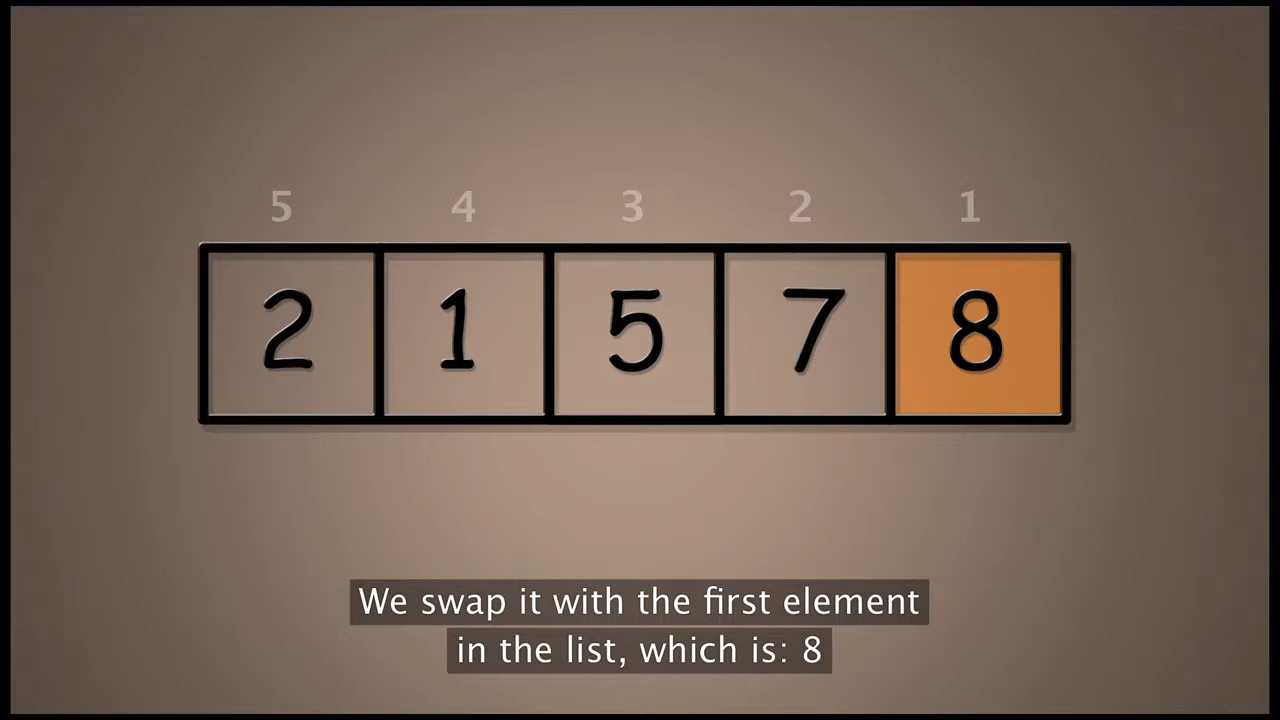 5 4 3 2 1
2 1 5 7 8
We swap it with the first element
in the list, which is: 8